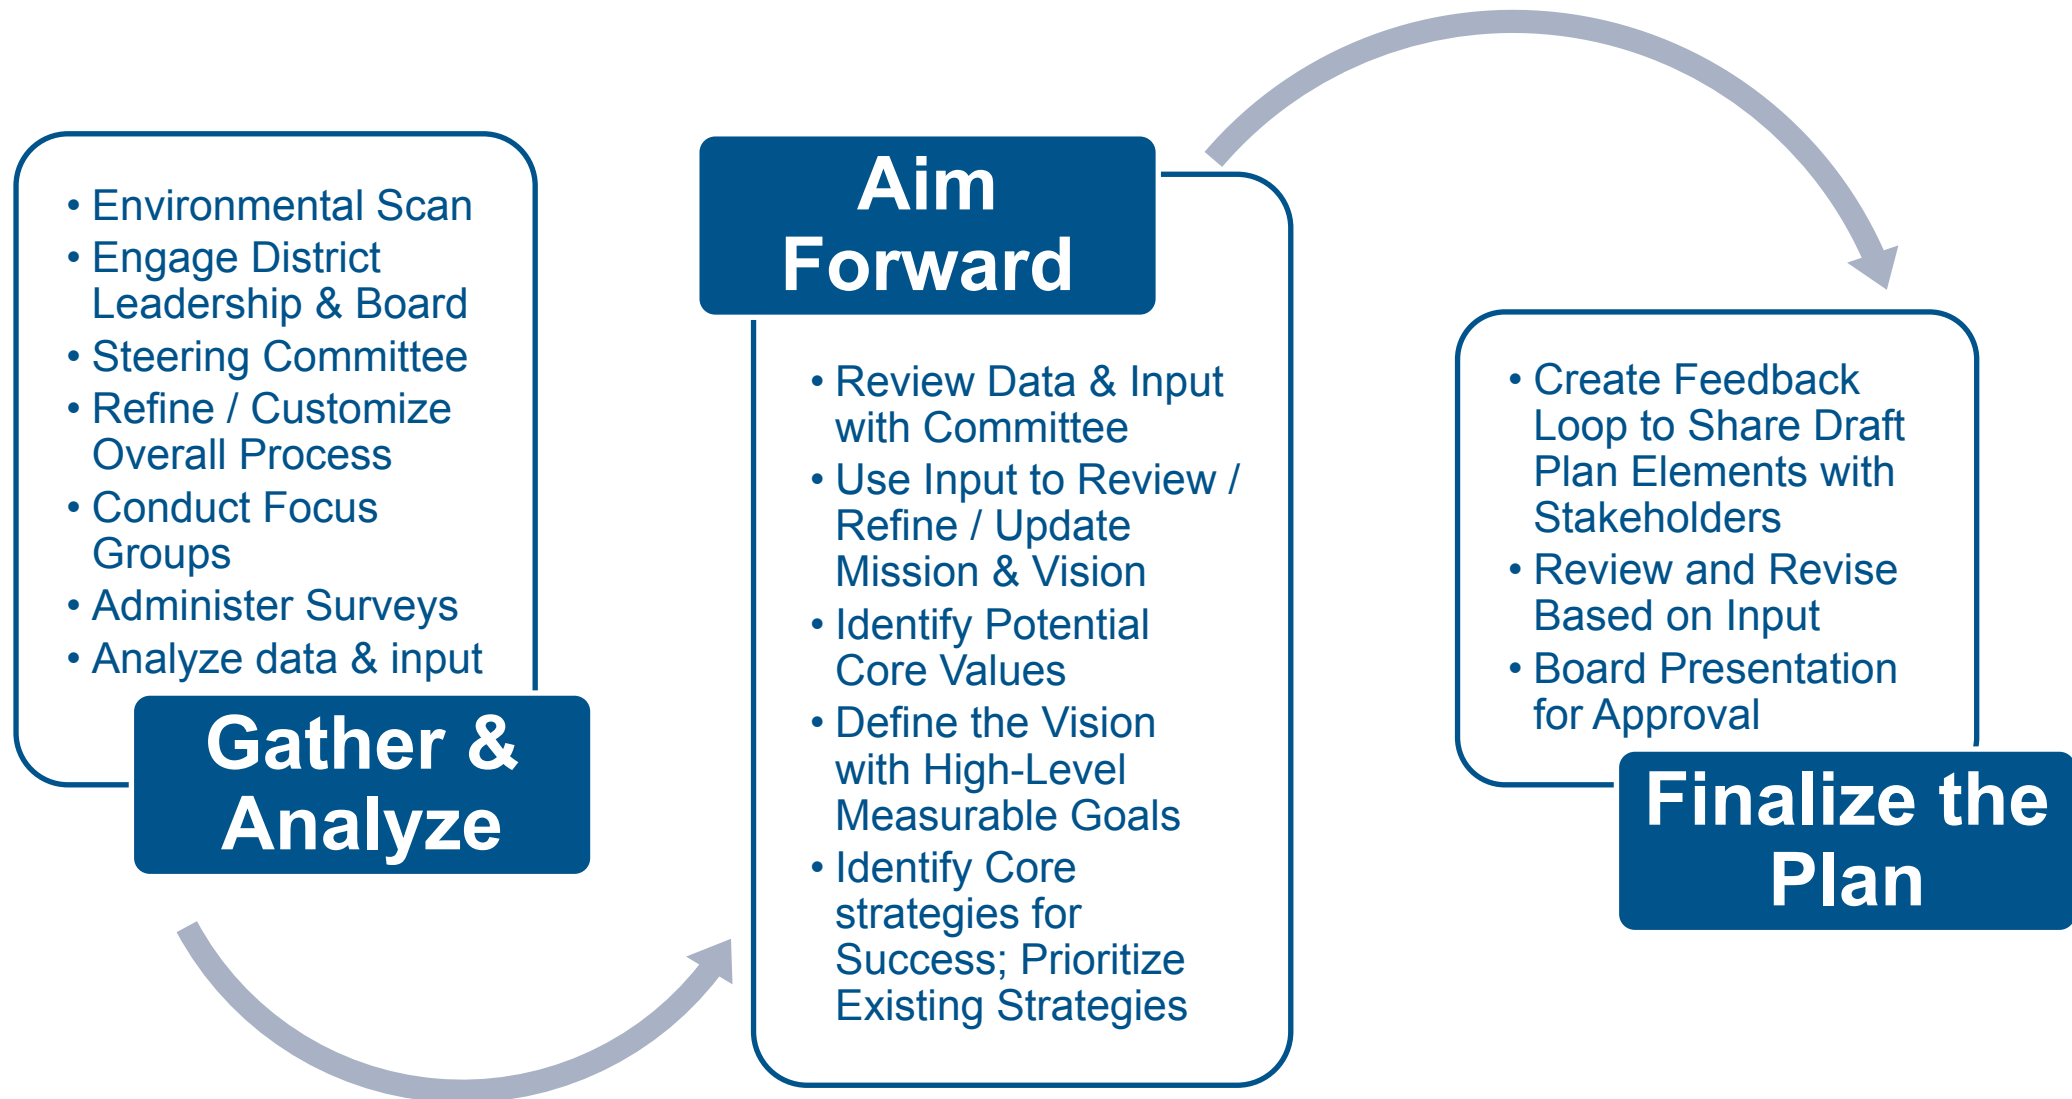 • Environmental Scan
• Engage District
Leadership & Board
• Steering Committee
• Refine / Customize
Overall Process
• Conduct Focus
Groups
• Administer Surveys
• Analyze data & input
Gather &
Analyze
Aim
Forward
• Review Data & Input
with Committee
• Use Input to Review /
Refine / Update
Mission & Vision
• Identify Potential
Core Values
• Define the Vision
with High-Level
Measurable Goals
• Identify Core
strategies for
Success; Prioritize
Existing Strategies
• Create Feedback
Loop to Share Draft
Plan Elements with
Stakeholders
• Review and Revise
Based on Input
• Board Presentation
for Approval
Finalize the
Plan